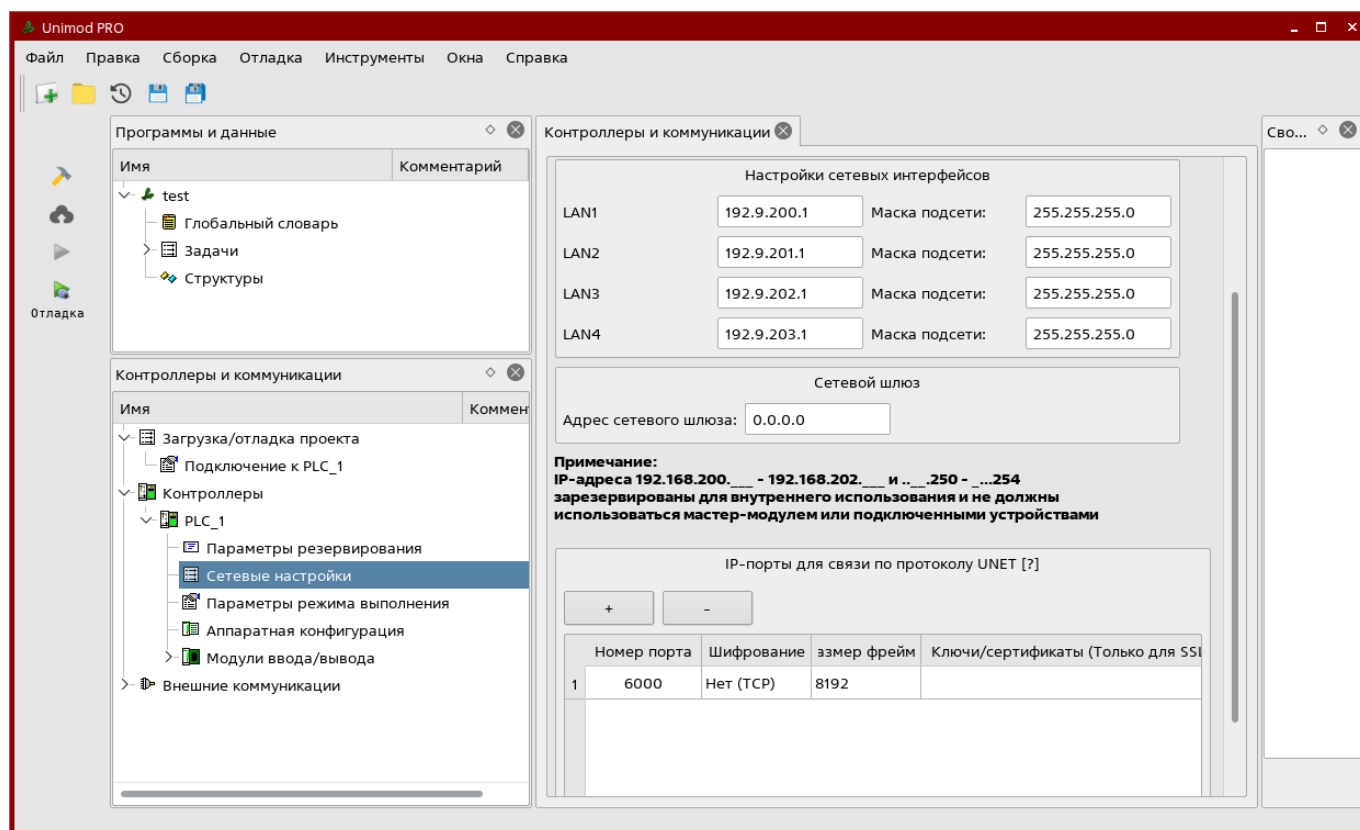 Unimod PRO
Файл Правка Сборка Отладка Инструменты Окна Справка
Отладка
Программы и данные
Имя Комментарий
test
Глобальный словарь
Задачи
Структуры
Контроллеры и коммуникации
Имя Коммен
Загрузка/отладка проекта
Подключение к PLC_1
Контроллеры
PLC_1
Параметры резервирования
Сетевые настройки
Параметры режима выполнения
Аппаратная конфигурация
Модули ввода/вывода
Внешние коммуникации
Контроллеры и коммуникации
Настройки сетевых интерфейсов
LAN1 192.9.200.1 Маска подсети: 255.255.255.0
LAN2 192.9.201.1 Маска подсети: 255.255.255.0
LAN3 192.9.202.1 Маска подсети: 255.255.255.0
LAN4 192.9.203.1 Маска подсети: 255.255.255.0
Сетевой шлюз
Адрес сетевого шлюза: 0.0.0.0
Примечание:
IP-адреса 192.168.200.___ - 192.168.202.___ и ..__.250 - _...254
зарезервированы для внутреннего использования и не должны
использоваться мастер-модулем или подключенными устройствами
IP-порты для связи по протоколу UNET [?]
+ -
Номер порта Шифрование азмер фрейм Ключи/сертификаты (Только для SSL
1 6000 Нет (TCP) 8192
Сво...